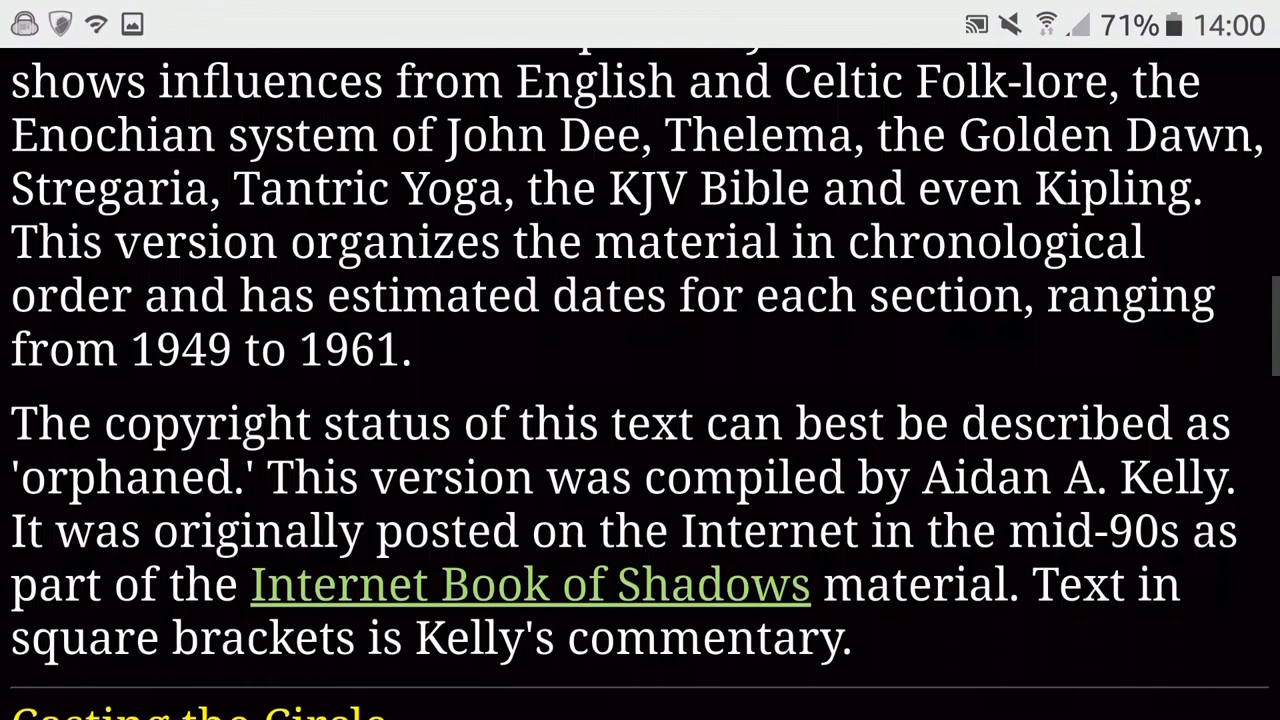 71% 14:00
shows influences from English and Celtic Folk-lore, the
Enochian system of John Dee, Thelema, the Golden Dawn,
Stregaria, Tantric Yoga, the KJV Bible and even Kipling.
This version organizes the material in chronological
order and has estimated dates for each section, ranging
from 1949 to 1961.
The copyright status of this text can best be described as
'orphaned.' This version was compiled by Aidan A. Kelly.
It was originally posted on the Internet in the mid-90s as
part of the Internet Book of Shadows material. Text in
square brackets is Kelly's commentary.
Casting the Circle